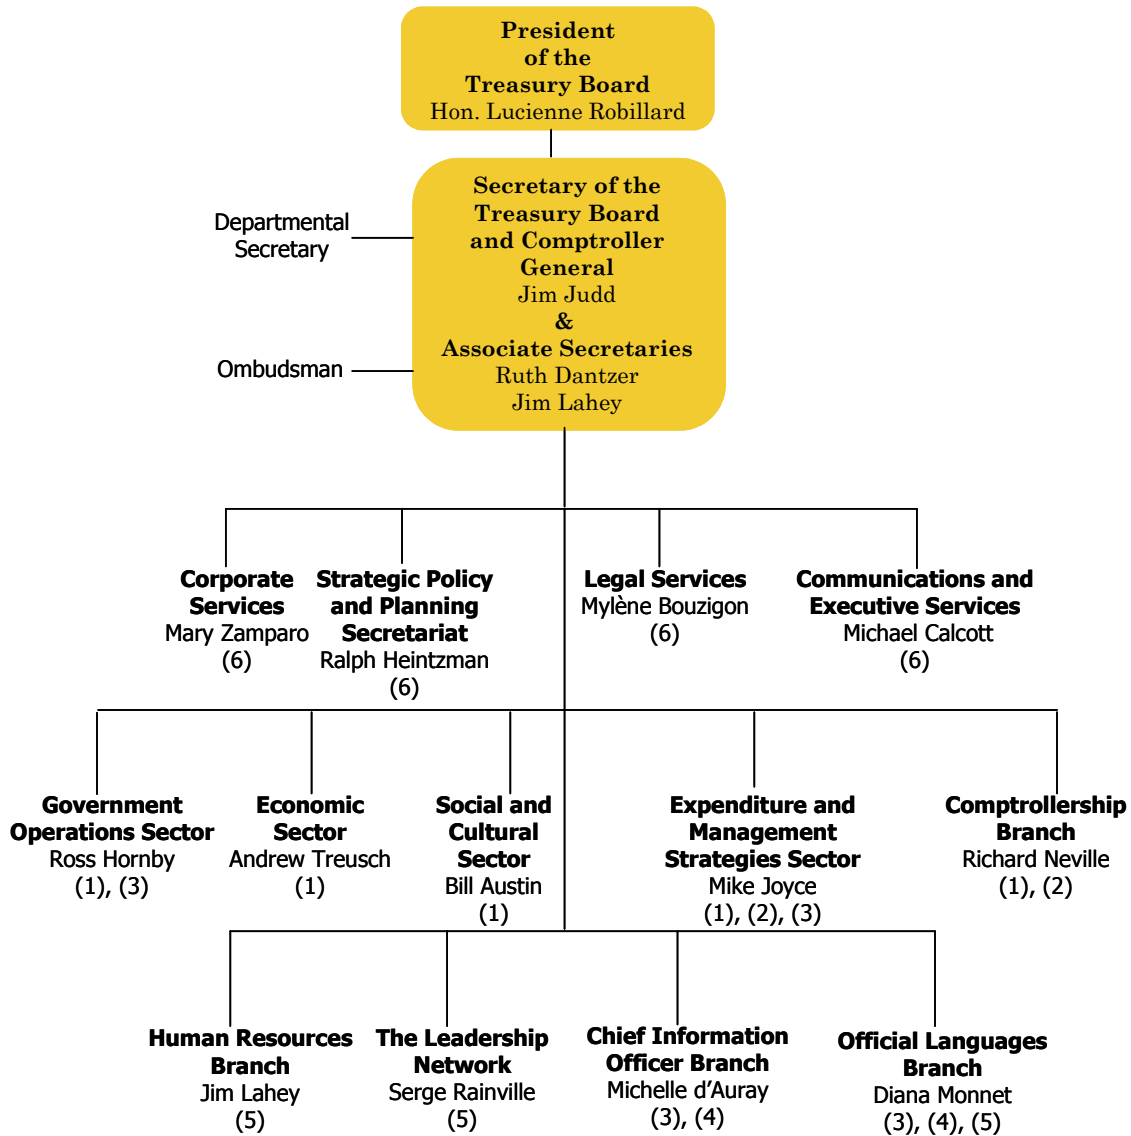 President
of the
Treasury Board
Hon. Lucienne Robillard
Departmental
Secretary
Ombudsman
Secretary of the
Treasury Board
and Comptroller
General
Jim Judd
&
Associate Secretaries
Ruth Dantzer
Jim Lahey
Corporate
Services
Mary Zamparo
(6)
Strategic Policy
and Planning
Secretariat
Ralph Heintzman
(6)
Legal Services
Mylène Bouzigon
(6)
Communications and
Executive Services
Michael Calcott
(6)
Government
Operations Sector
Ross Hornby
(1), (3)
Economic
Sector
Andrew Treusch
(1)
Social and
Cultural
Sector
Bill Austin
(1)
Expenditure and
Management
Strategies Sector
Mike Joyce
(1), (2), (3)
Comptrollership
Branch
Richard Neville
(1), (2)
Human Resources
Branch
Jim Lahey
(5)
The Leadership
Network
Serge Rainville
(5)
Chief Information
Officer Branch
Michelle d’Auray
(3), (4)
Official Languages
Branch
Diana Monnet
(3), (4), (5)